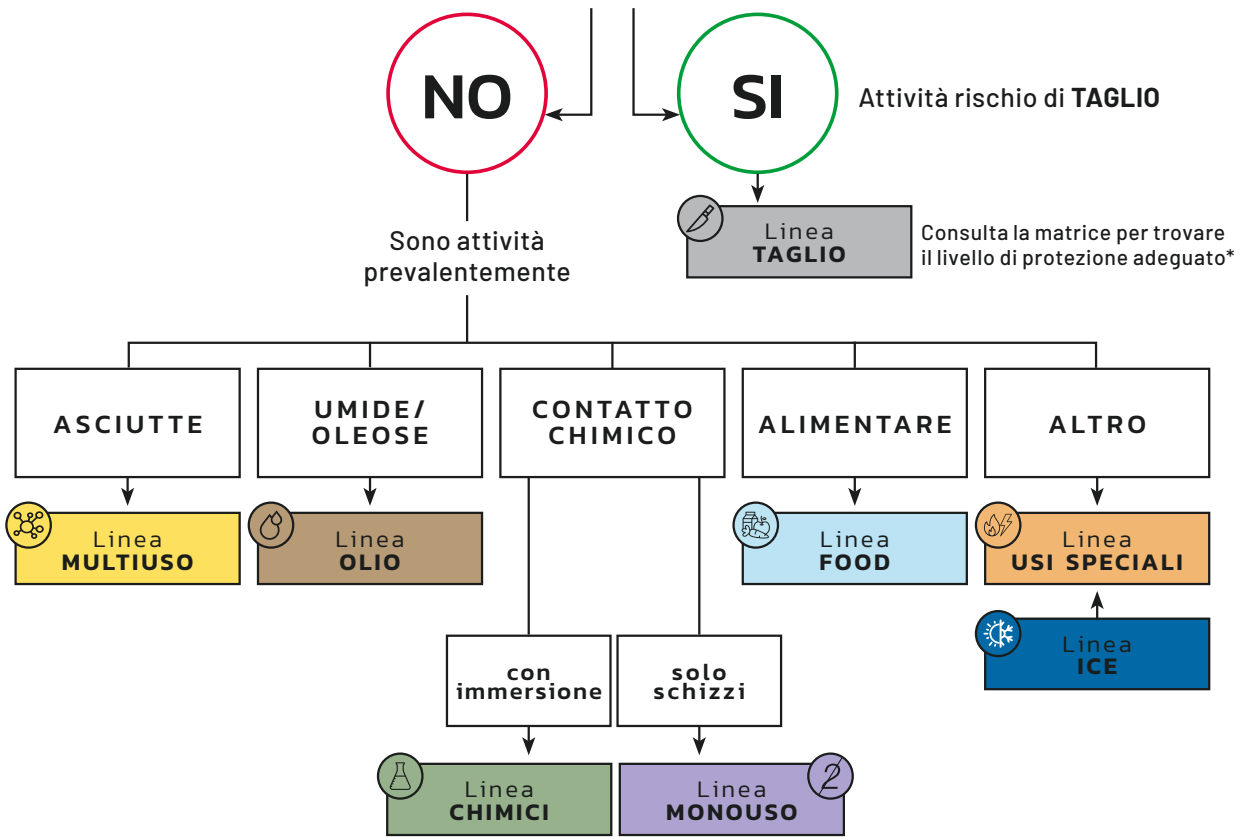 NO
SI
Attività rischio di TAGLIO
Linea
TAGLIO
Consulta la matrice per trovare
il livello di protezione adeguato*
Sono attività
prevalentemente
ASCIUTTE
UMIDE/
OLEOSE
CONTATTO
CHIMICO
ALIMENTARE
ALTRO
Linea
MULTIUSO
Linea
OLIO
Linea
FOOD
Linea
USI SPECIALI
Linea
ICE
con
immersione
solo
schizzi
Linea
CHIMICI
Linea
MONOUSO
2